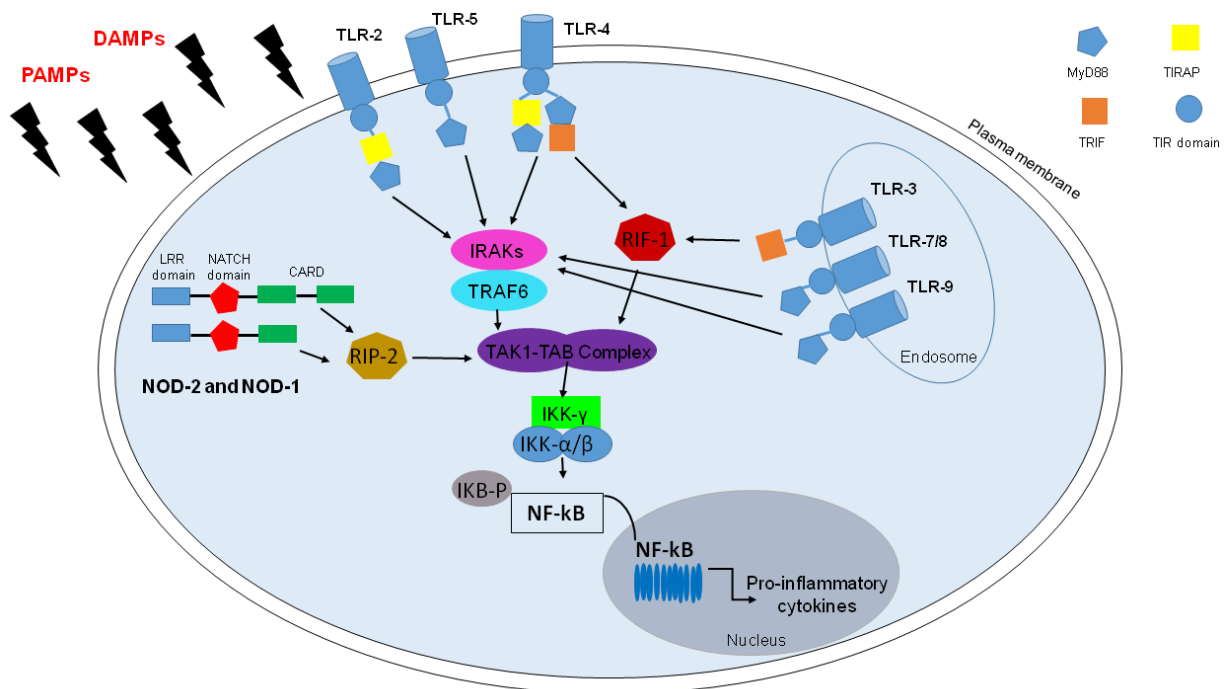 DAMPs
PAMPs
TLR-2
TLR-5
TLR-4
MyD88
TIRAP
TRIF
TIR domain
Plasma membrane
TLR-3
TLR-7/8
TLR-9
Endosome
IRAKs
TRAF6
RIF-1
LRR
domain
NATCH
domain
CARD
RIP-2
TAK1-TAB Complex
NOD-2 and NOD-1
IKK-γ
IKK-α/β
IKB-P
NF-kB
NF-kB
Pro-inflammatory
cytokines
Nucleus